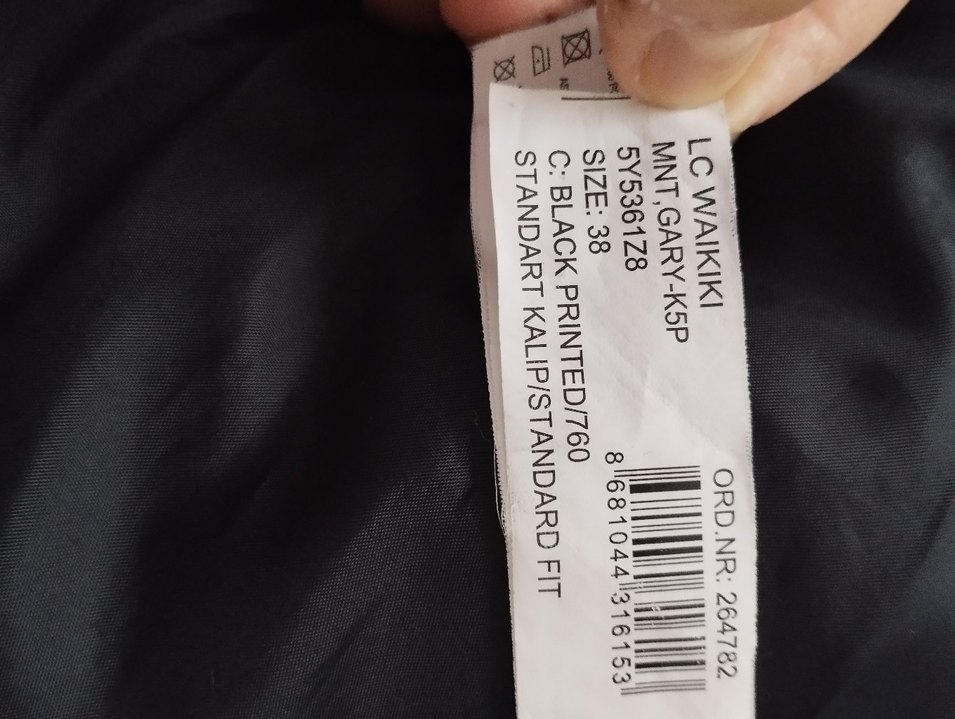 LC WAIKIKI
MNT,GARY-K5P
5Y5361Z8
SIZE: 38
C: BLACK PRINTED/760
STANDART KALIP/STANDARD FIT
ORD.NR: 264782
8 681044 316153